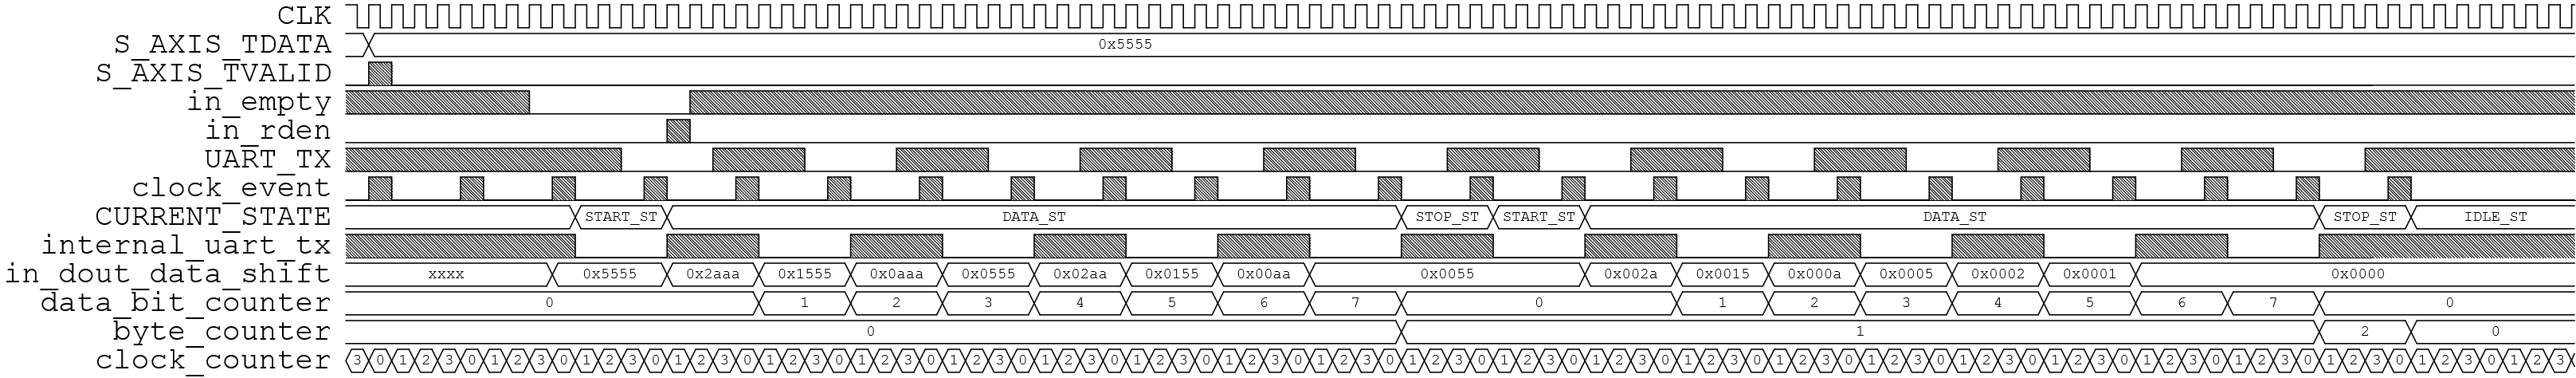 CLK
S_AXIS_TDATA 0x5555
S_AXIS_TVALID
in_empty
in_rden
UART_TX
clock_event
CURRENT_STATE START_ST DATA_ST STOP_ST START_ST DATA_ST STOP_ST IDLE_ST
internal_uart_tx
in_dout_data_shift xxxx 0x5555 0x2aaa 0x1555 0x0aaa 0x0555 0x02aa 0x0155 0x00aa 0x0055 0x002a 0x0015 0x000a 0x0005 0x0002 0x0001 0x0000
data_bit_counter 0 1 2 3 4 5 6 7 0 1 2 3 4 5 6 7 0
byte_counter 0 1 2 0
clock_counter 3 0 1 2 3 0 1 2 3 0 1 2 3 0 1 2 3 0 1 2 3 0 1 2 3 0 1 2 3 0 1 2 3 0 1 2 3 0 1 2 3 0 1 2 3 0 1 2 3 0 1 2 3 0 1 2 3 0 1 2 3 0 1 2 3 0 1 2 3 0 1 2 3 0 1 2 3 0 1 2 3 0 1 2 3 0 1 2 3 0 1 2 3 0 1 2 3